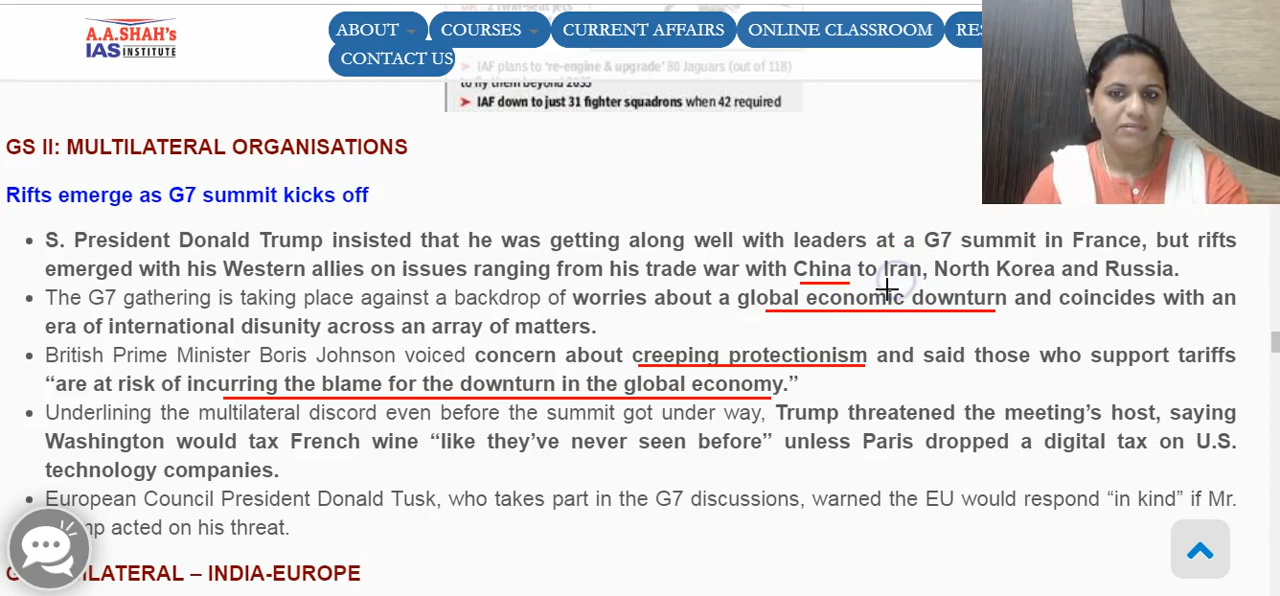 A.A.SHAH's
IAS INSTITUTE
ABOUT
COURSES
CURRENT AFFAIRS
ONLINE CLASSROOM
RES
CONTACT US
2 twin-seat jets
➤ IAF plans to 're-engine & upgrade' 80 Jaguars (out of 118)
to fly them beyond 2035
➤ IAF down to just 31 fighter squadrons when 42 required
GS II: MULTILATERAL ORGANISATIONS
Rifts emerge as G7 summit kicks off
• S. President Donald Trump insisted that he was getting along well with leaders at a G7 summit in France, but rifts
emerged with his Western allies on issues ranging from his trade war with China to Iran, North Korea and Russia.
• The G7 gathering is taking place against a backdrop of worries about a global economic downturn and coincides with an
era of international disunity across an array of matters.
• British Prime Minister Boris Johnson voiced concern about creeping protectionism and said those who support tariffs
“are at risk of incurring the blame for the downturn in the global economy.”
• Underlining the multilateral discord even before the summit got under way, Trump threatened the meeting’s host, saying
Washington would tax French wine “like they’ve never seen before” unless Paris dropped a digital tax on U.S.
technology companies.
• European Council President Donald Tusk, who takes part in the G7 discussions, warned the EU would respond “in kind” if Mr.
mp acted on his threat.
ILATERAL – INDIA-EUROPE